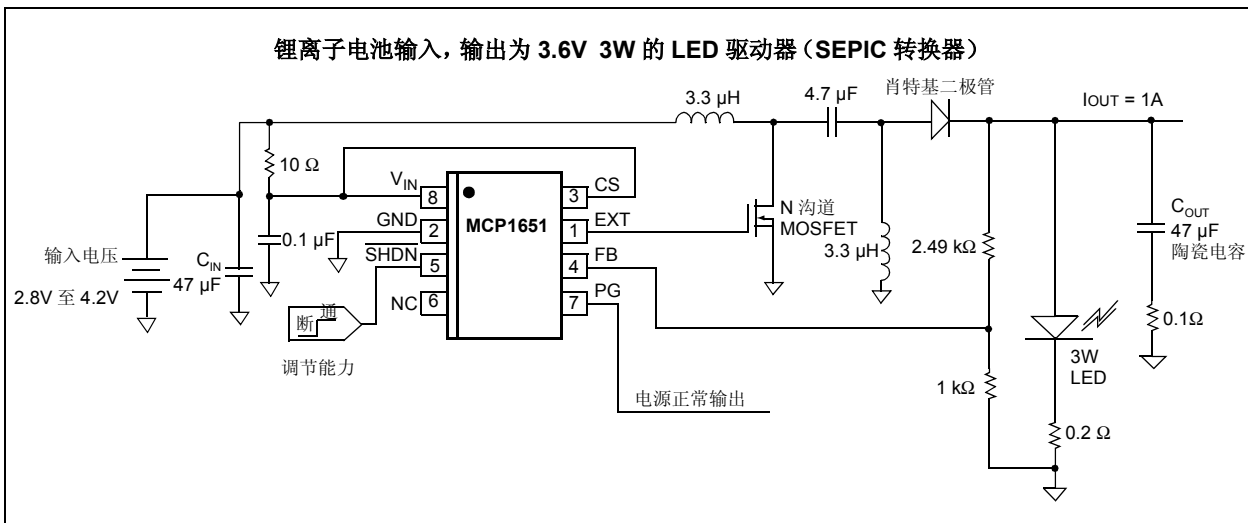 锂离子电池输入，输出为 3.6V 3W 的 LED 驱动器（SEPIC 转换器）
3.3 µH
4.7 µF
肖特基二极管
IOUT = 1A
10 Ω
VIN
8
3
CS
MCP1651
GND
2
1
EXT
N 沟道
MOSFET
COUT
47 µF
陶瓷电容
0.1 µF
SHDN
5
4
FB
3.3 µH
2.49 kΩ
输入电压
CIN
47 µF
2.8V 至 4.2V
NC
6
7
PG
断
通
调节能力
0.1Ω
3W
LED
1 kΩ
电源正常输出
0.2 Ω